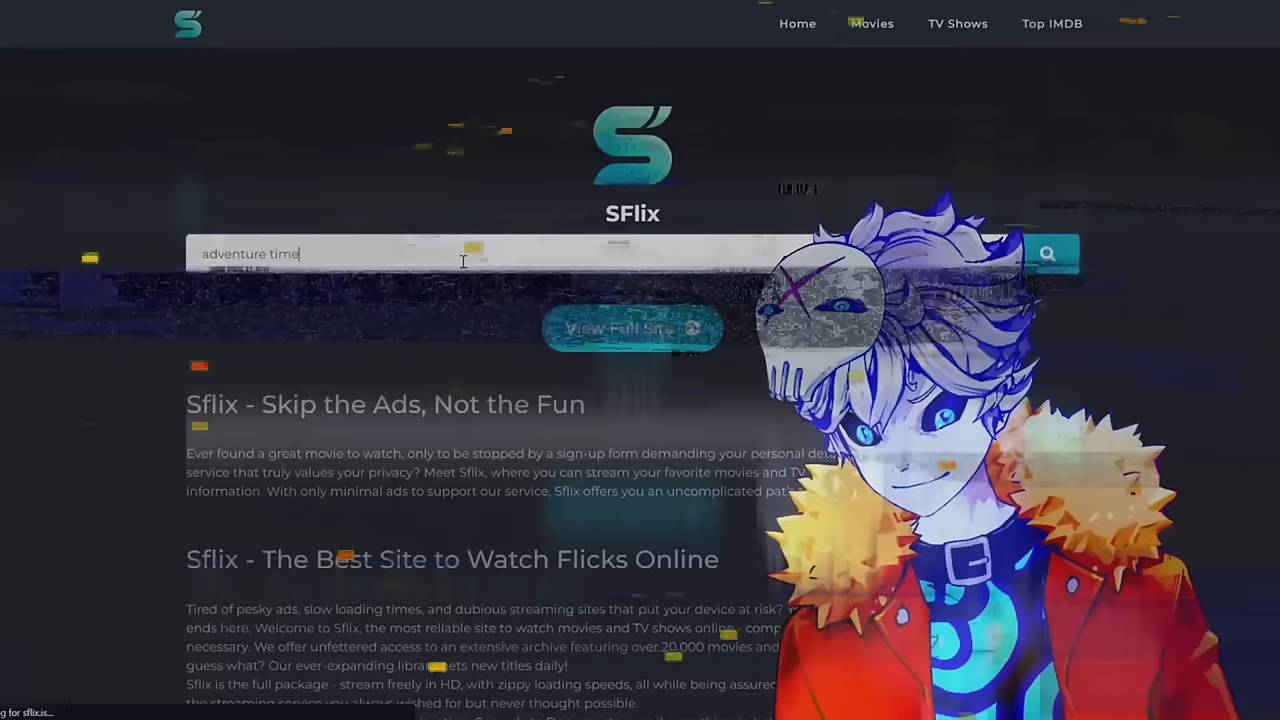 Home Movies TV Shows Top IMDB
SFlix
adventure time
View Full Site
Sflix - Skip the Ads, Not the Fun
Ever found a great movie to watch, only to be stopped by a sign-up form demanding your personal
service that truly values your privacy? Meet Sflix, where you can stream your favorite movies and TV
information. With only minimal ads to support our service, Sflix offers you an uncomplicated
Sflix - The Best Site to Watch Flicks Online
Tired of pesky ads, slow loading times, and dubious streaming sites that put your device at risk?
ends here. Welcome to Sflix, the most reliable site to watch movies and TV shows online -
necessary. We offer unfettered access to an extensive archive featuring over 20,000 movies and
guess what? Our ever-expanding gets new titles daily!
Sflix is the full package - stream freely in HD, with zippy loading speeds, all while being assured
the streaming service you always wished for but never thought possible.
g for sflix.is...